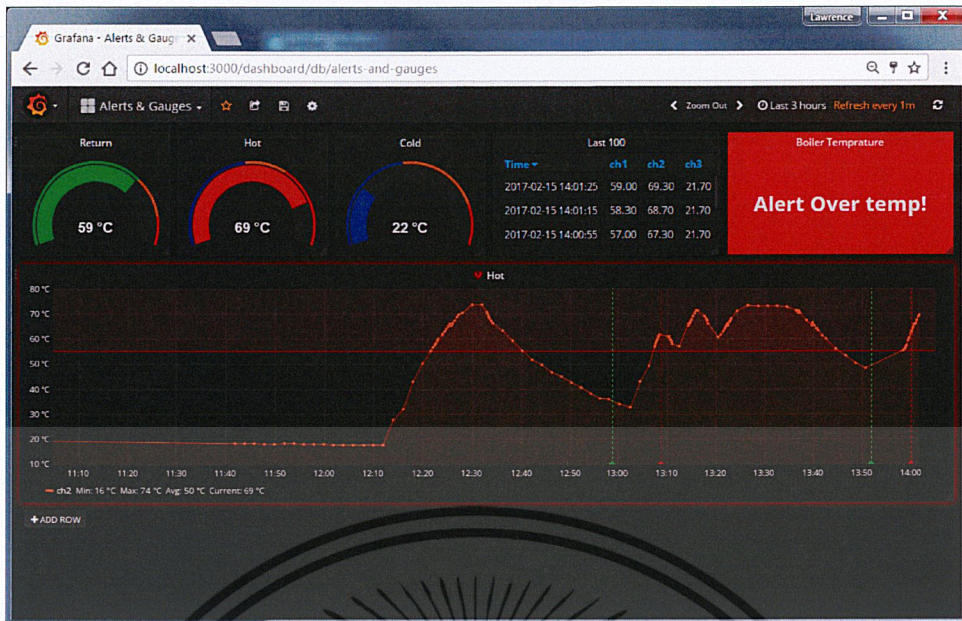 Lawrence
Grafana - Alerts & Gaug
localhost:3000/dashboard/db/alerts-and-gauges
Alerts & Gauges
Zoom Out
Last 3 hours Refresh every 1m
Return
Hot
Cold
Last 100
Boiler Temprature
59 °C
69 °C
22 °C
Time ch1 ch2 ch3
2017-02-15 14:01:25 59.00 69.30 21.70
2017-02-15 14:01:15 58.30 68.70 21.70
2017-02-15 14:00:55 57.00 67.30 21.70
Alert Over temp!
Hot
80 °C
70 °C
60 °C
50 °C
40 °C
30 °C
20 °C
10 °C
11:10 11:20 11:30 11:40 11:50 12:00 12:10 12:20 12:30 12:40 12:50 13:00 13:10 13:20 13:30 13:40 13:50 14:00
ch2 Min: 16 °C Max: 74 °C Avg: 50 °C Current: 69 °C
+ ADD ROW